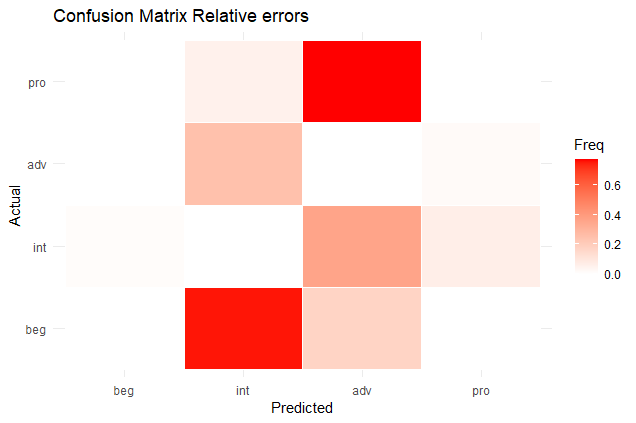 Confusion Matrix Relative errors
pro
adv
int
beg
Actual
beg int adv pro
Predicted
Freq
0.6
0.4
0.2
0.0